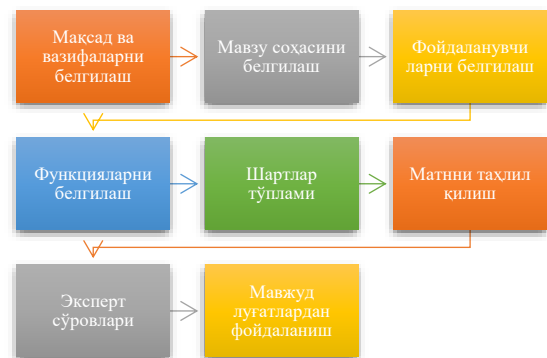 Мақсад ва
вазифаларни
белгилаш
Мавзу соҳасини
белгилаш
Фойдаланувчи
ларни белгилаш
Функцияларни
белгилаш
Шартлар
тўплами
Матнни таҳлил
қилиш
Эксперт
сўровлари
Мавжуд
луғатлардан
фойдаланиш